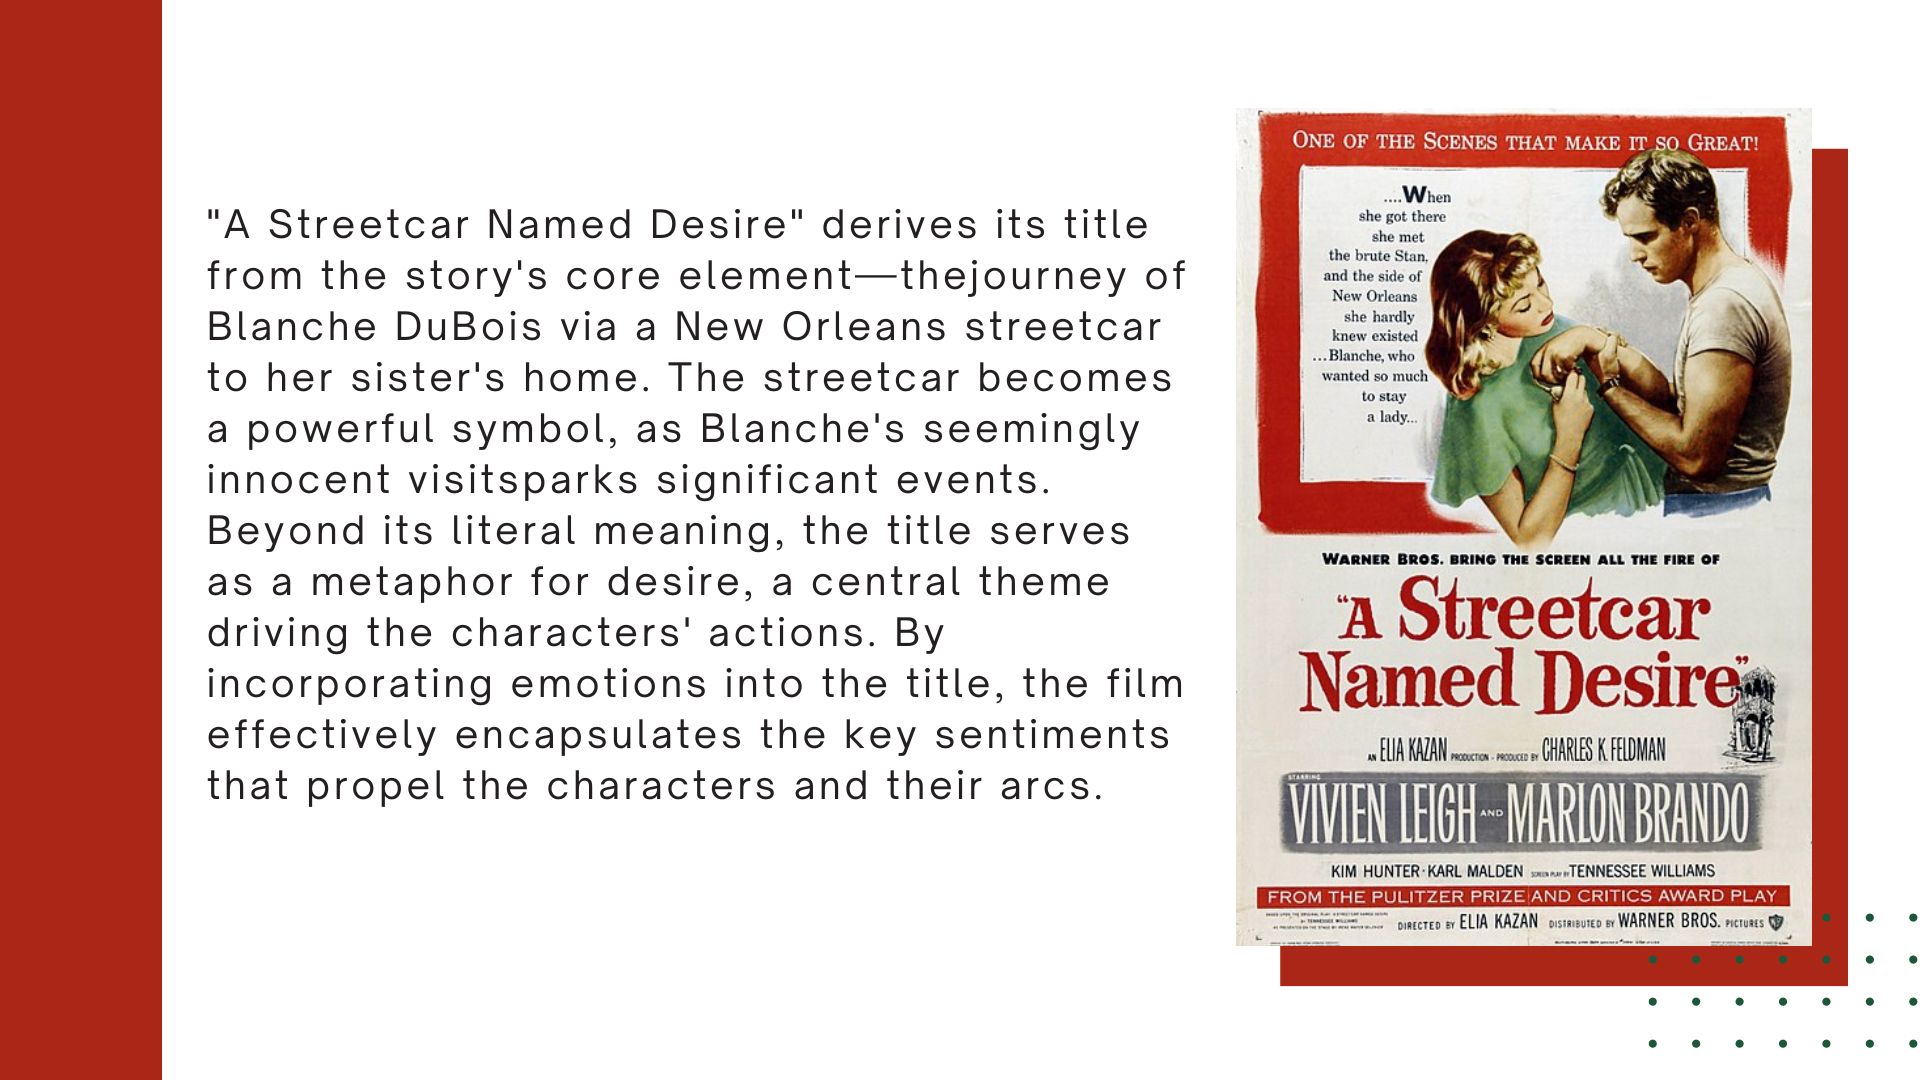 "A Streetcar Named Desire" derives its title
from the story's core element—thejourney of
Blanche DuBois via a New Orleans streetcar
to her sister's home. The streetcar becomes
a powerful symbol, as Blanche's seemingly
innocent visitsparks significant events.
Beyond its literal meaning, the title serves
as a metaphor for desire, a central theme
driving the characters' actions. By
incorporating emotions into the title, the film
effectively encapsulates the key sentiments
that propel the characters and their arcs.
ONE OF THE SCENES THAT MAKE IT SO GREAT!
....When
she got there
she met
the brute Stan,
and the side of
New Orleans
she hardly
knew existed
...Blanche, who
wanted so much
to stay
a lady...
WARNER BROS. BRING THE SCREEN ALL THE FIRE OF
"A Streetcar
Named Desire"
AN ELIA KAZAN PRODUCTION - PRODUCED BY CHARLES K. FELDMAN
STARRING
VIVIEN LEIGH AND MARLON BRANDO
KIM HUNTER · KARL MALDEN SCREEN PLAY BY TENNESSEE WILLIAMS
FROM THE PULITZER PRIZE AND CRITICS AWARD PLAY
DIRECTED BY ELIA KAZAN DISTRIBUTED BY WARNER BROS. PICTURES